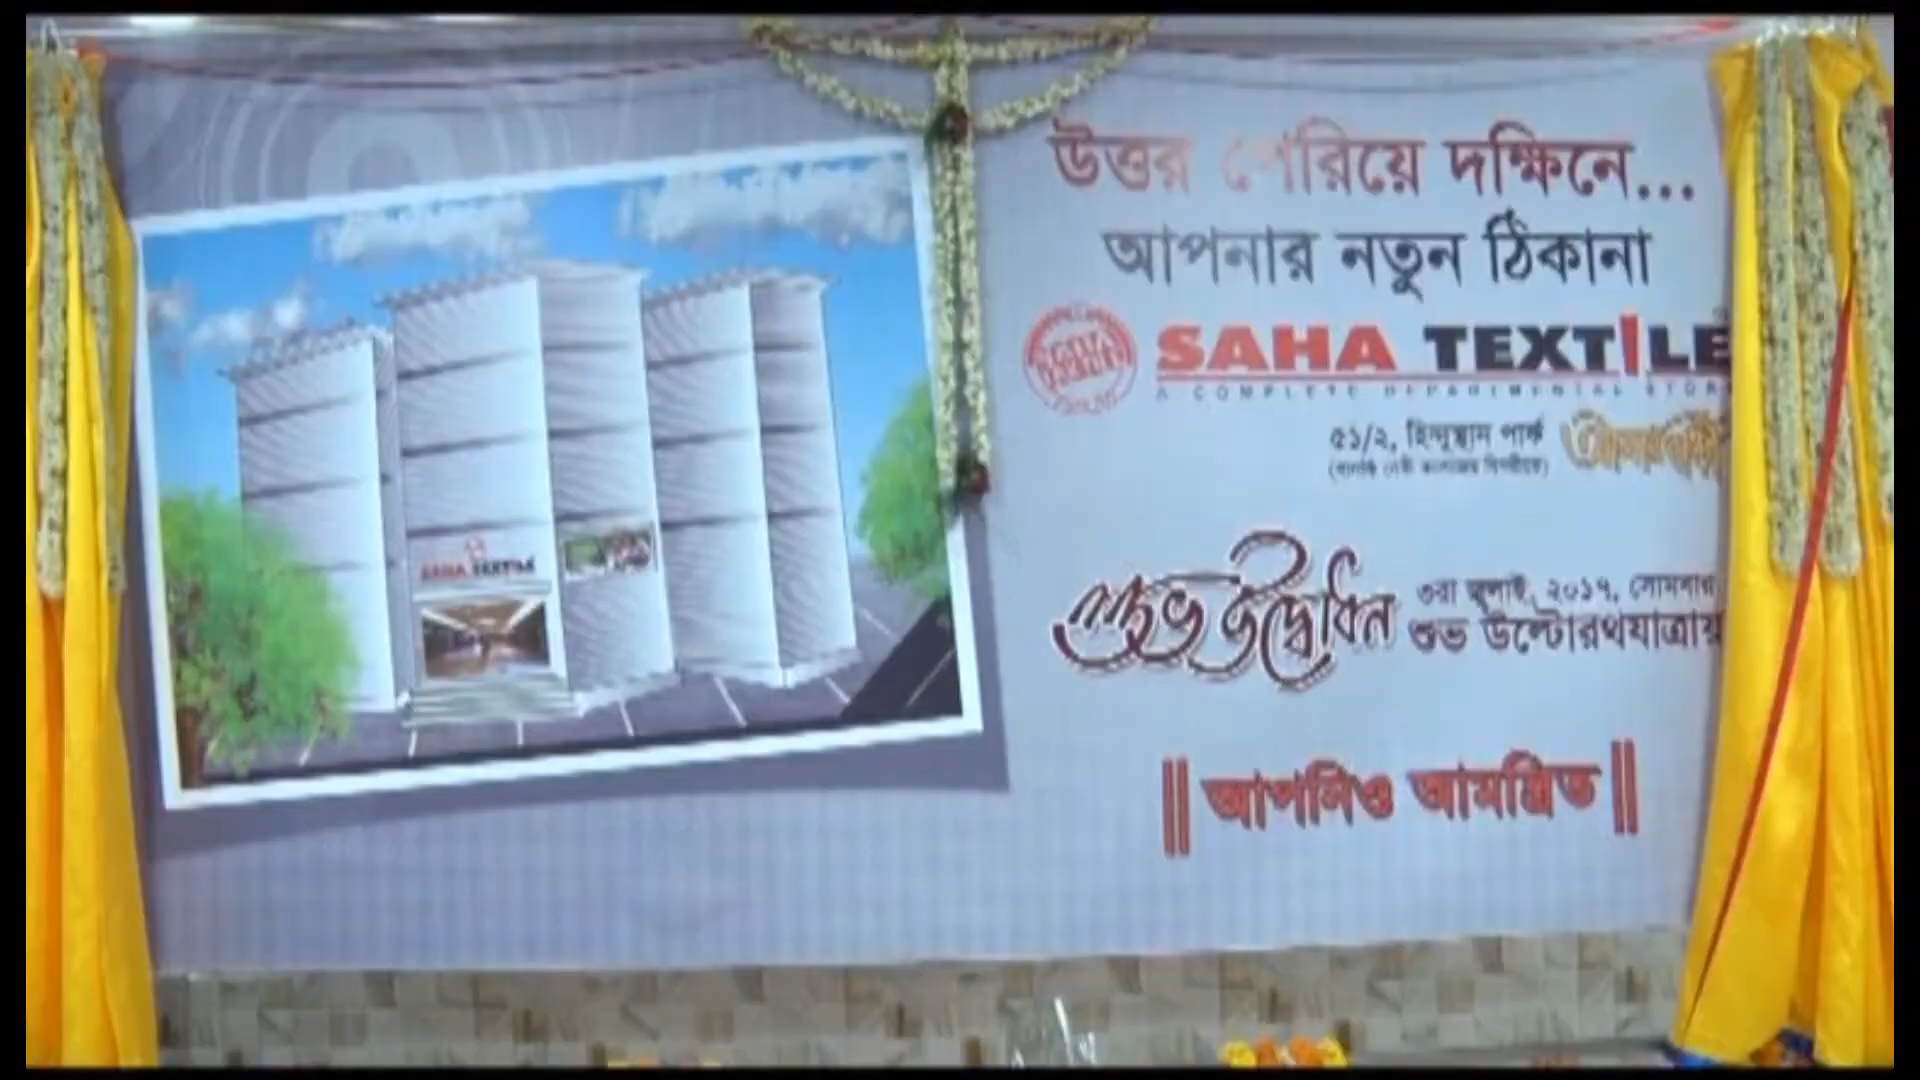 উত্তর পেরিয়ে দক্ষিনে...
আপনার নতুন ঠিকানা
SAHA TEXTILE
A COMPLETE DEPARTMENTAL STORE
৫১/২, হিন্দুস্থান পার্ক
শুভ উদ্বোধন
৩রা জুলাই, ২০১৭, সোমবার
শুভ উল্টোরথযাত্রায়
|| আপনিও আমন্ত্রিত ||
SAHA TEXTILE